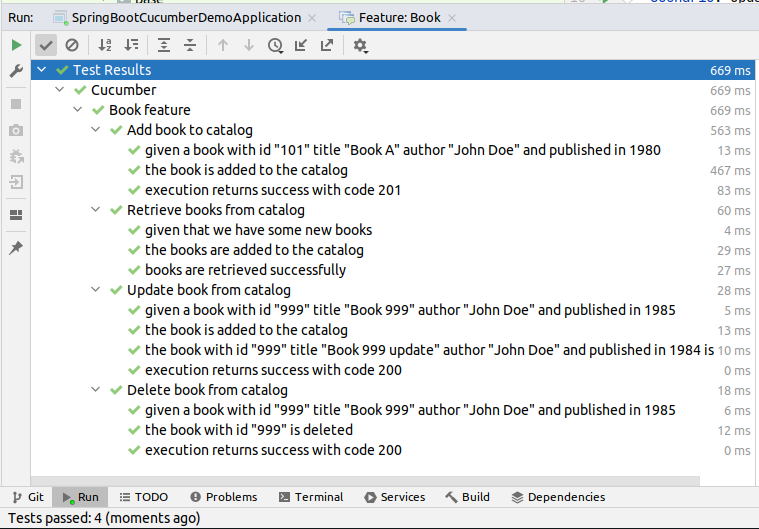 base
Run: SpringBootCucumberDemoApplication × Feature: Book ×
Test Results 669 ms
Cucumber 669 ms
Book feature 669 ms
Add book to catalog 563 ms
given a book with id "101" title "Book A" author "John Doe" and published in 1980 13 ms
the book is added to the catalog 467 ms
execution returns success with code 201 83 ms
Retrieve books from catalog 60 ms
given that we have some new books 4 ms
the books are added to the catalog 29 ms
books are retrieved successfully 27 ms
Update book from catalog 28 ms
given a book with id "999" title "Book 999" author "John Doe" and published in 1985 5 ms
the book is added to the catalog 13 ms
the book with id "999" title "Book 999 update" author "John Doe" and published in 1984 is 10 ms
execution returns success with code 200 0 ms
Delete book from catalog 18 ms
given a book with id "999" title "Book 999" author "John Doe" and published in 1985 6 ms
the book with id "999" is deleted 12 ms
execution returns success with code 200 0 ms
Git Run TODO Problems Terminal Services Build Dependencies
Tests passed: 4 (moments ago)